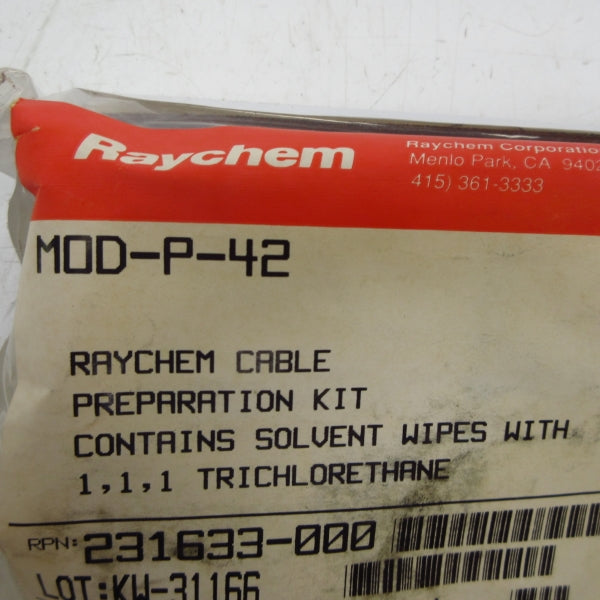 Raychem
Raychem Corporation
Menlo Park, CA 9402
415) 361-3333
MOD-P-42
RAYCHEM CABLE
PREPARATION KIT
CONTAINS SOLVENT WIPES WITH
1,1,1 TRICHLORETHANE
RPN: 231633-000
LOT:KW-31166